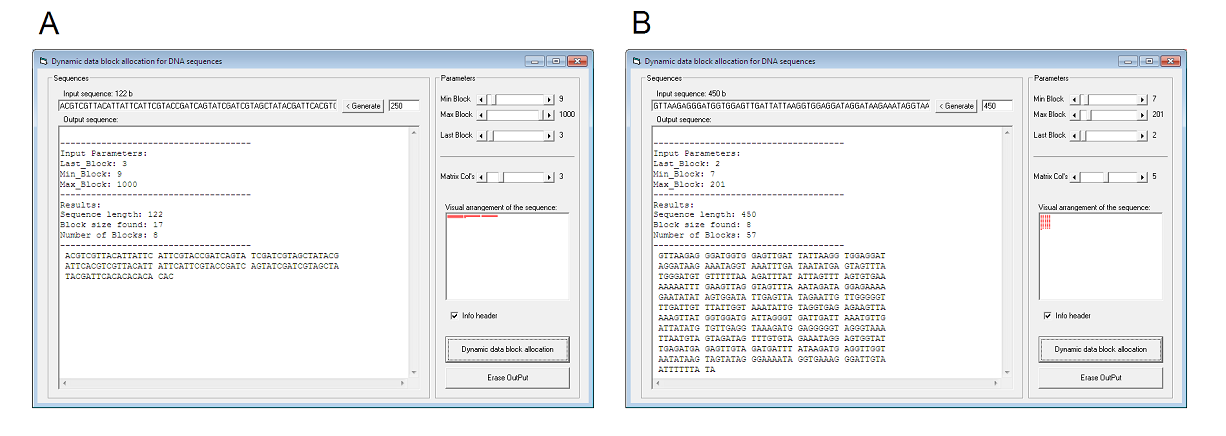 A
Dynamic data block allocation for DNA sequences
Sequences
Input sequence: 122 b
ACGTCGTTACATTATTCATTCGTACCGATCAGTATCGATCGTAGCTATACGATTCACGTC
< Generate
250
Output sequence:
-------------------------------------
Input Parameters:
Last_Block: 3
Min_Block: 9
Max_Block: 1000
-------------------------------------
Results:
Sequence length: 122
Block size found: 17
Number of Blocks: 8
-------------------------------------
ACGTCGTTACATTATTC ATTCGTACCGATCAGTA TCGATCGTAGCTATACG
ATTCACGTCGTTACATT ATTCATTCGTACCGATC AGTATCGATCGTAGCTA
TACGATTCACACACACA CAC
Parameters
Min Block 9
Max Block 1000
Last Block 3
Matrix Col's 3
Visual arrangement of the sequence:
Info header
Dynamic data block allocation
Erase OutPut
B
Dynamic data block allocation for DNA sequences
Sequences
Input sequence: 450 b
GTTAAGAGGGATGGTGGAGTTGATTATTAAGGTGGAGGATAGGATAAGAAATAGGTAA
< Generate
450
Output sequence:
-------------------------------------
Input Parameters:
Last_Block: 2
Min_Block: 7
Max_Block: 201
-------------------------------------
Results:
Sequence length: 450
Block size found: 8
Number of Blocks: 57
-------------------------------------
GTTAAGAG GGATGGTG GAGTTGAT TATTAAGG TGGAGGAT
AGGATAAG AAATAGGT AAATTTGA TAATATGA GTAGTTTA
TGGGATGT GTTTTTAA AGATTTAT ATTAGTTT AGTGTGAA
AAAAATTT GAAGTTAG GTAGTTTA AATAGATA GGAGAAAA
GAATATAT AGTGGATA TTGAGTTA TAGAATTG TTGGGGGT
TTGATTGT TTATTGGT AAATATTG TAGGTGAG AGAAGTTA
AAAGTTAT GGTGGATG ATTAGGGT GATTGATT AAATGTTG
ATTATATG TGTTGAGG TAAAGATG GAGGGGGT AGGGTAAA
TTAATGTA GTAGATAG TTTGTGTA GAAATAGG AGTGGTAT
TGAGATGA GAGTTGTA GATGATTT ATAAGATG GAGGTTGT
AATATAAG TAGTATAG GGAAAATA GGTGAAAG GGATTGTA
ATTTTTTA TA
Parameters
Min Block 7
Max Block 201
Last Block 2
Matrix Col's 5
Visual arrangement of the sequence:
Info header
Dynamic data block allocation
Erase OutPut